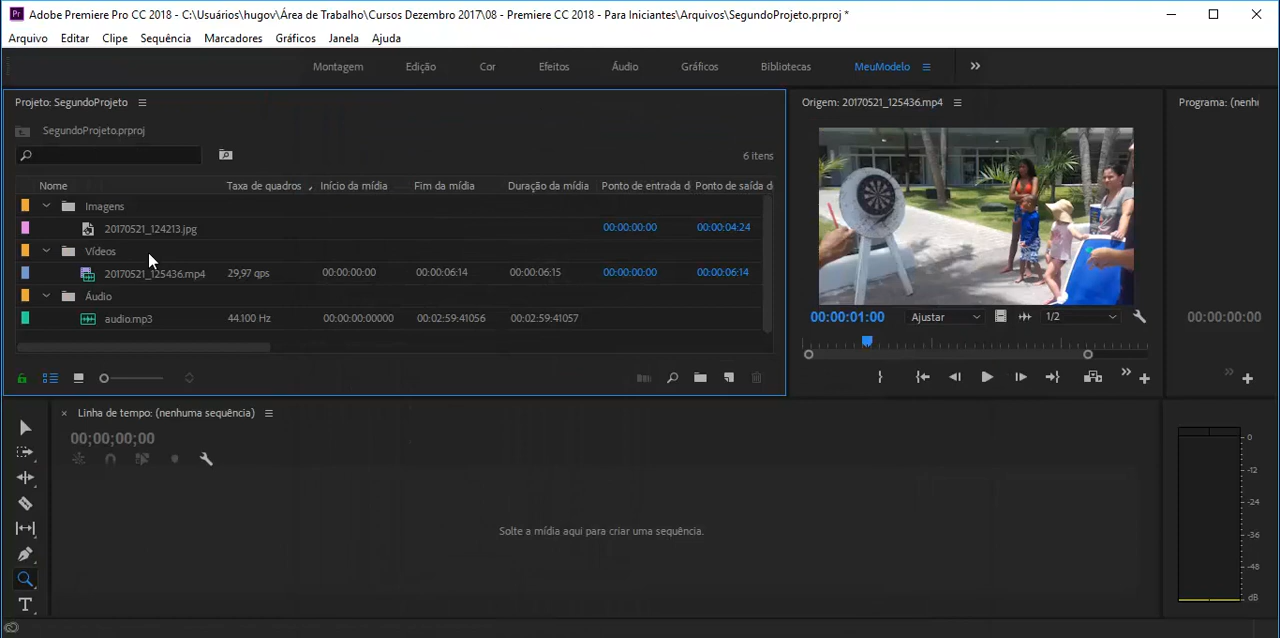 Adobe Premiere Pro CC 2018 - C:\Usuários\hugov\Área de Trabalho\Cursos Dezembro 2017\08 - Premiere CC 2018 - Para Iniciantes\Arquivos\SegundoProjeto.prproj *
Arquivo Editar Clipe Sequência Marcadores Gráficos Janela Ajuda
Montagem Edição Cor Efeitos Áudio Gráficos Bibliotecas MeuModelo
Projeto: SegundoProjeto
Origem: 20170521_125436.mp4
SegundoProjeto.prproj
6 itens
Nome Taxa de quadros Início da mídia Fim da mídia Duração da mídia Ponto de entrada d Ponto de saída d
Imagens
20170521_124213.jpg 00:00:00:00 00:00:04:24
Vídeos
20170521_125436.mp4 29,97 qps 00:00:00:00 00:00:06:14 00:00:06:15 00:00:00:00 00:00:06:14
Áudio
audio.mp3 44.100 Hz 00:00:00:00000 00:02:59:41056 00:02:59:41057
00:00:01:00 Ajustar 1/2
Programa: (nenh
00:00:00:00
Linha de tempo: (nenhuma sequência)
00;00;00;00
Solte a mídia aqui para criar uma sequência.
0
-12
-24
-36
-48
dB